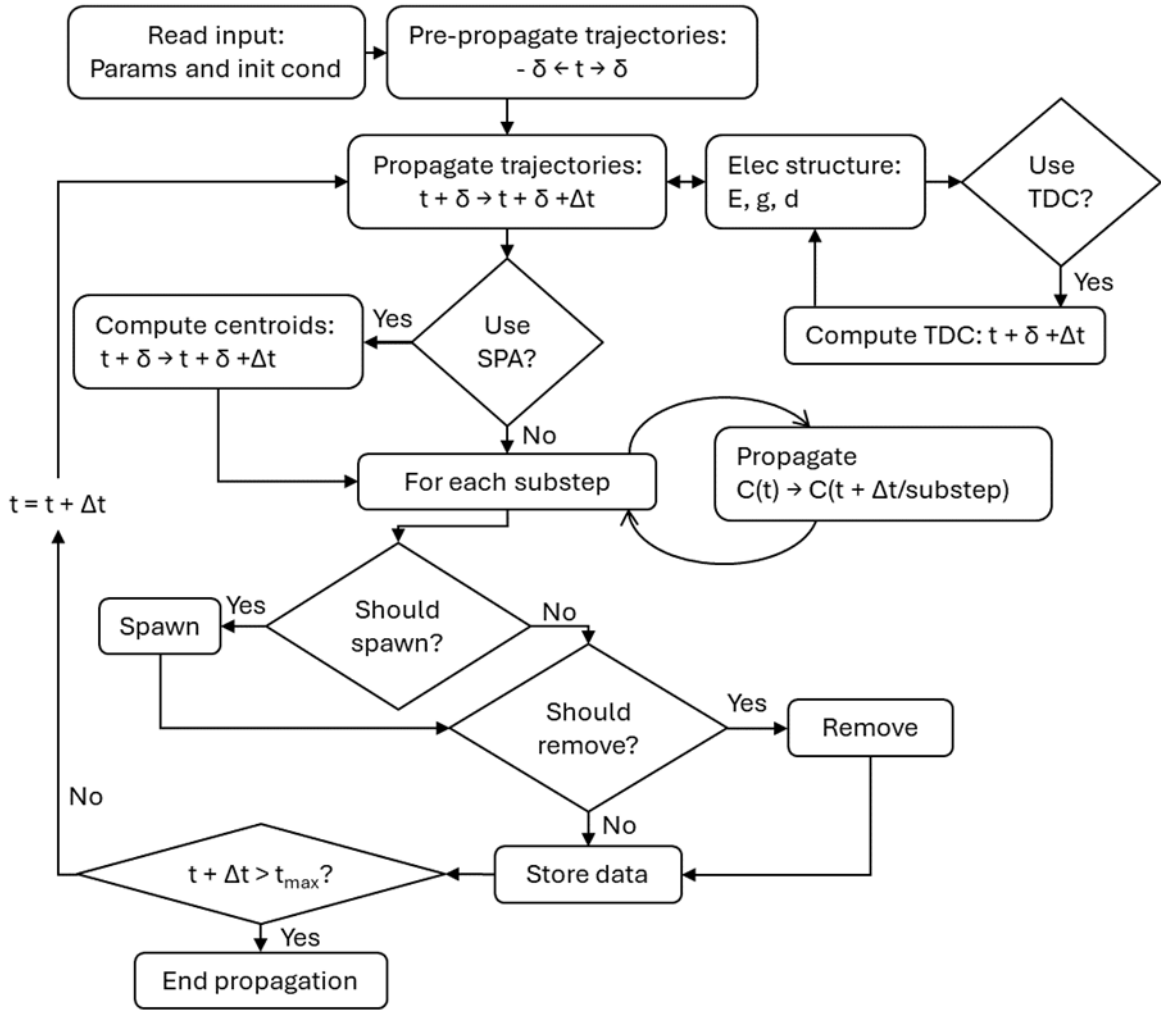 Read input:
Params and init cond
Pre-propagate trajectories:
- δ ← t → δ
Propagate trajectories:
t + δ → t + δ +Δt
Elec structure:
E, g, d
Use
TDC?
Yes
Compute TDC: t + δ +Δt
Use
SPA?
Yes
Compute centroids:
t + δ → t + δ +Δt
No
For each substep
Propagate
C(t) → C(t + Δt/substep)
t = t + Δt
Should
spawn?
Yes
Spawn
No
Should
remove?
Yes
Remove
No
Store data
t + Δt > tmax?
No
Yes
End propagation